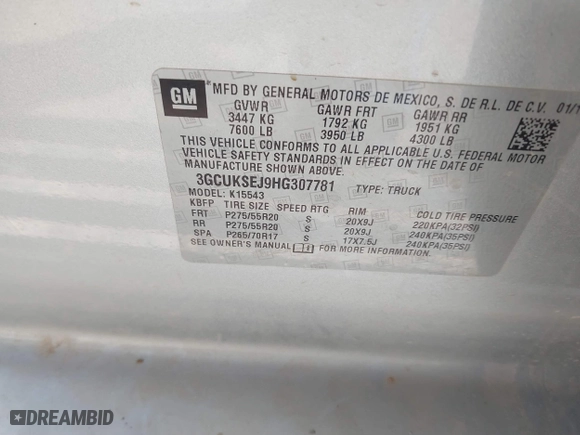 GM
MFD BY GENERAL MOTORS DE MEXICO, S. DE R.L. DE C.V. 01/1
GVWR GAWR FRT GAWR RR
3447 KG 1792 KG 1951 KG
7600 LB 3950 LB 4300 LB
THIS VEHICLE CONFORMS TO ALL APPLICABLE U.S. FEDERAL MOTOR
VEHICLE SAFETY STANDARDS IN EFFECT ON THE DATE OF
MANUFACTURE SHOWN ABOVE.
3GCUKSEJ9HG307781 TYPE: TRUCK
MODEL: K15543
KBFP TIRE SIZE SPEED RTG RIM COLD TIRE PRESSURE
FRT P275/55R20 S 20X9J 220KPA(32PSI)
RR P275/55R20 S 20X9J 240KPA(35PSI)
SPA P265/70R17 S 17X7.5J 240KPA(35PSI)
SEE OWNER'S MANUAL FOR MORE INFORMATION.
DREAMBID